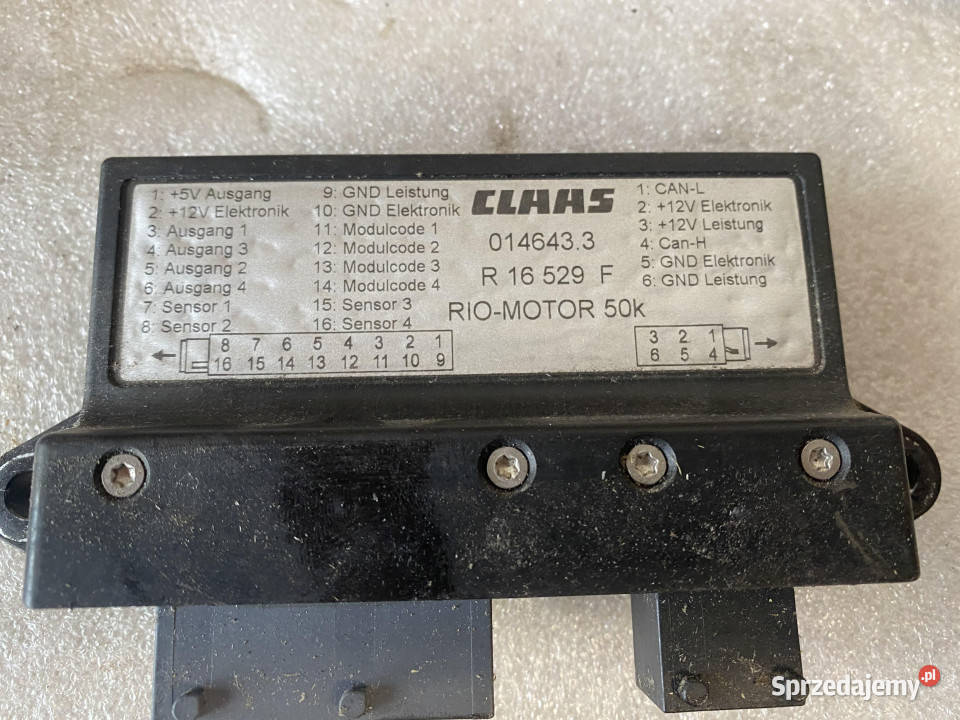 1: +5V Ausgang
2: +12V Elektronik
3: Ausgang 1
4: Ausgang 3
5: Ausgang 2
6: Ausgang 4
7: Sensor 1
8: Sensor 2
9: GND Leistung
10: GND Elektronik
11: Modulcode 1
12: Modulcode 2
13: Modulcode 3
14: Modulcode 4
15: Sensor 3
16: Sensor 4
CLAAS
014643.3
R 16 529 F
RIO-MOTOR 50k
1: CAN-L
2: +12V Elektronik
3: +12V Leistung
4: Can-H
5: GND Elektronik
6: GND Leistung
8 7 6 5 4 3 2 1
16 15 14 13 12 11 10 9
3 2 1
6 5 4
Sprzedajemy.pl